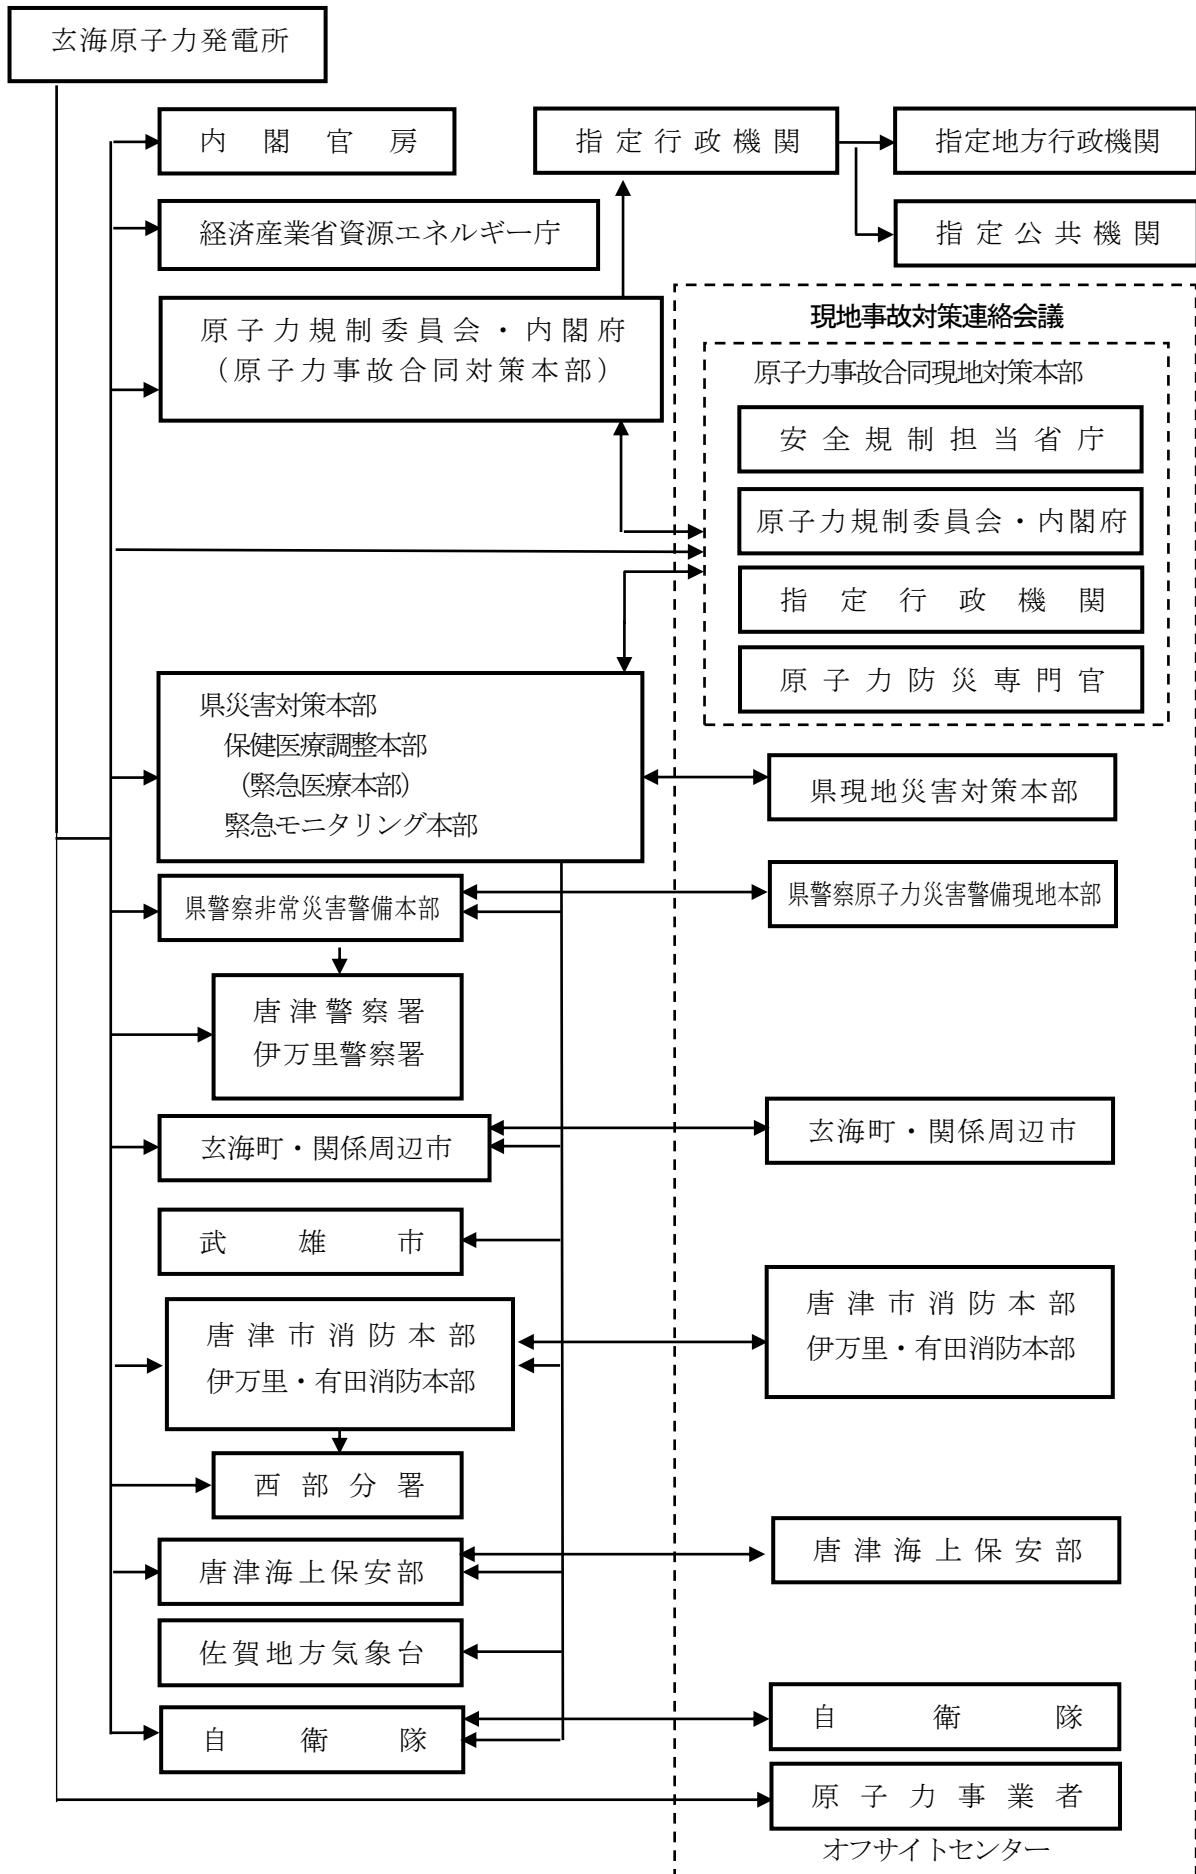 玄海原子力発電所
内閣官房
指定行政機関
指定地方行政機関
経済産業省資源エネルギー庁
指定公共機関
原子力規制委員会・内閣府
（原子力事故合同対策本部）
現地事故対策連絡会議
原子力事故合同現地対策本部
安全規制担当省庁
原子力規制委員会・内閣府
指定行政機関
原子力防災専門官
県災害対策本部
保健医療調整本部
（緊急医療本部）
緊急モニタリング本部
県現地災害対策本部
県警察非常災害警備本部
県警察原子力災害警備現地本部
唐津警察署
伊万里警察署
玄海町・関係周辺市
玄海町・関係周辺市
武雄市
唐津市消防本部
伊万里・有田消防本部
唐津市消防本部
伊万里・有田消防本部
西部分署
唐津海上保安部
唐津海上保安部
佐賀地方気象台
自衛隊
自衛隊
原子力事業者
オフサイトセンター